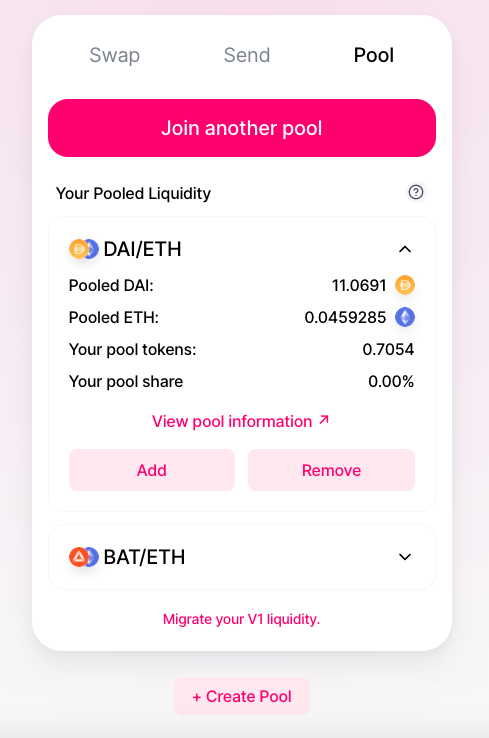 Swap Send Pool
Join another pool
Your Pooled Liquidity
DAI/ETH
Pooled DAI: 11.0691
Pooled ETH: 0.0459285
Your pool tokens: 0.7054
Your pool share 0.00%
View pool information ↗
Add Remove
BAT/ETH
Migrate your V1 liquidity.
+ Create Pool